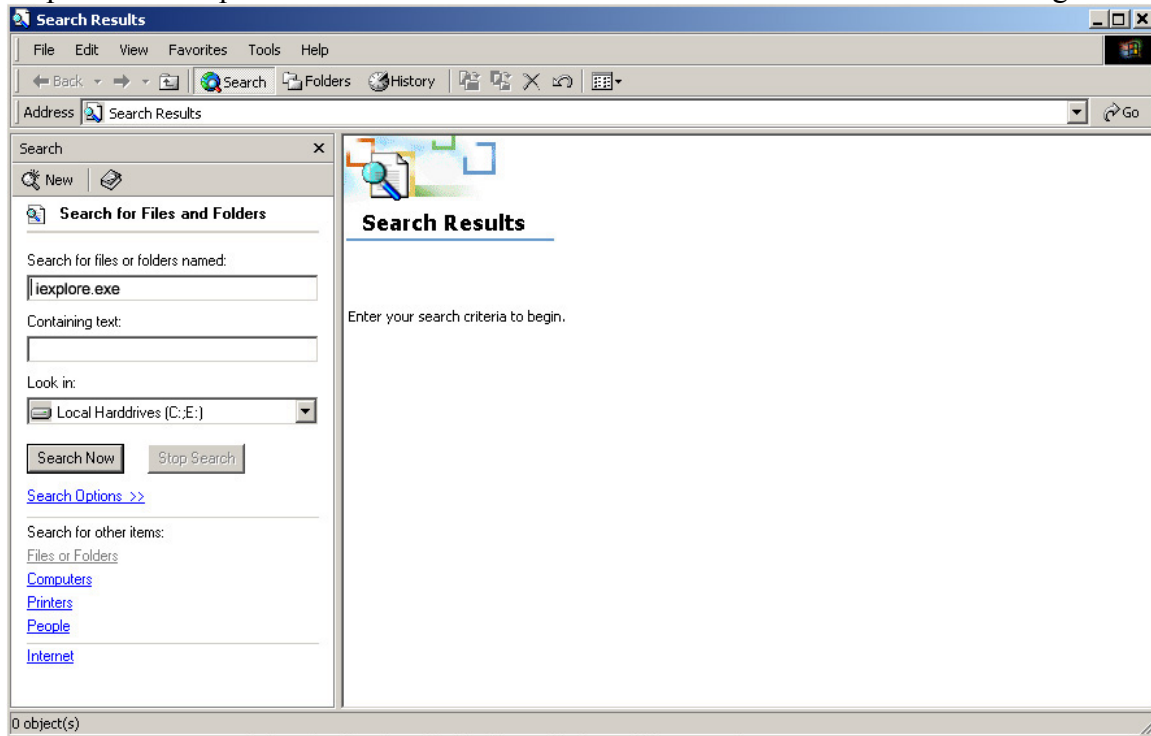 Search Results
File Edit View Favorites Tools Help
Back Search Folders History
Address Search Results Go
Search
New
Search for Files and Folders
Search for files or folders named:
iexplore.exe
Containing text:
Look in:
Local Harddrives (C:;E:)
Search Now Stop Search
Search Options >>
Search for other items:
Files or Folders
Computers
Printers
People
Internet
Search Results
Enter your search criteria to begin.
0 object(s)